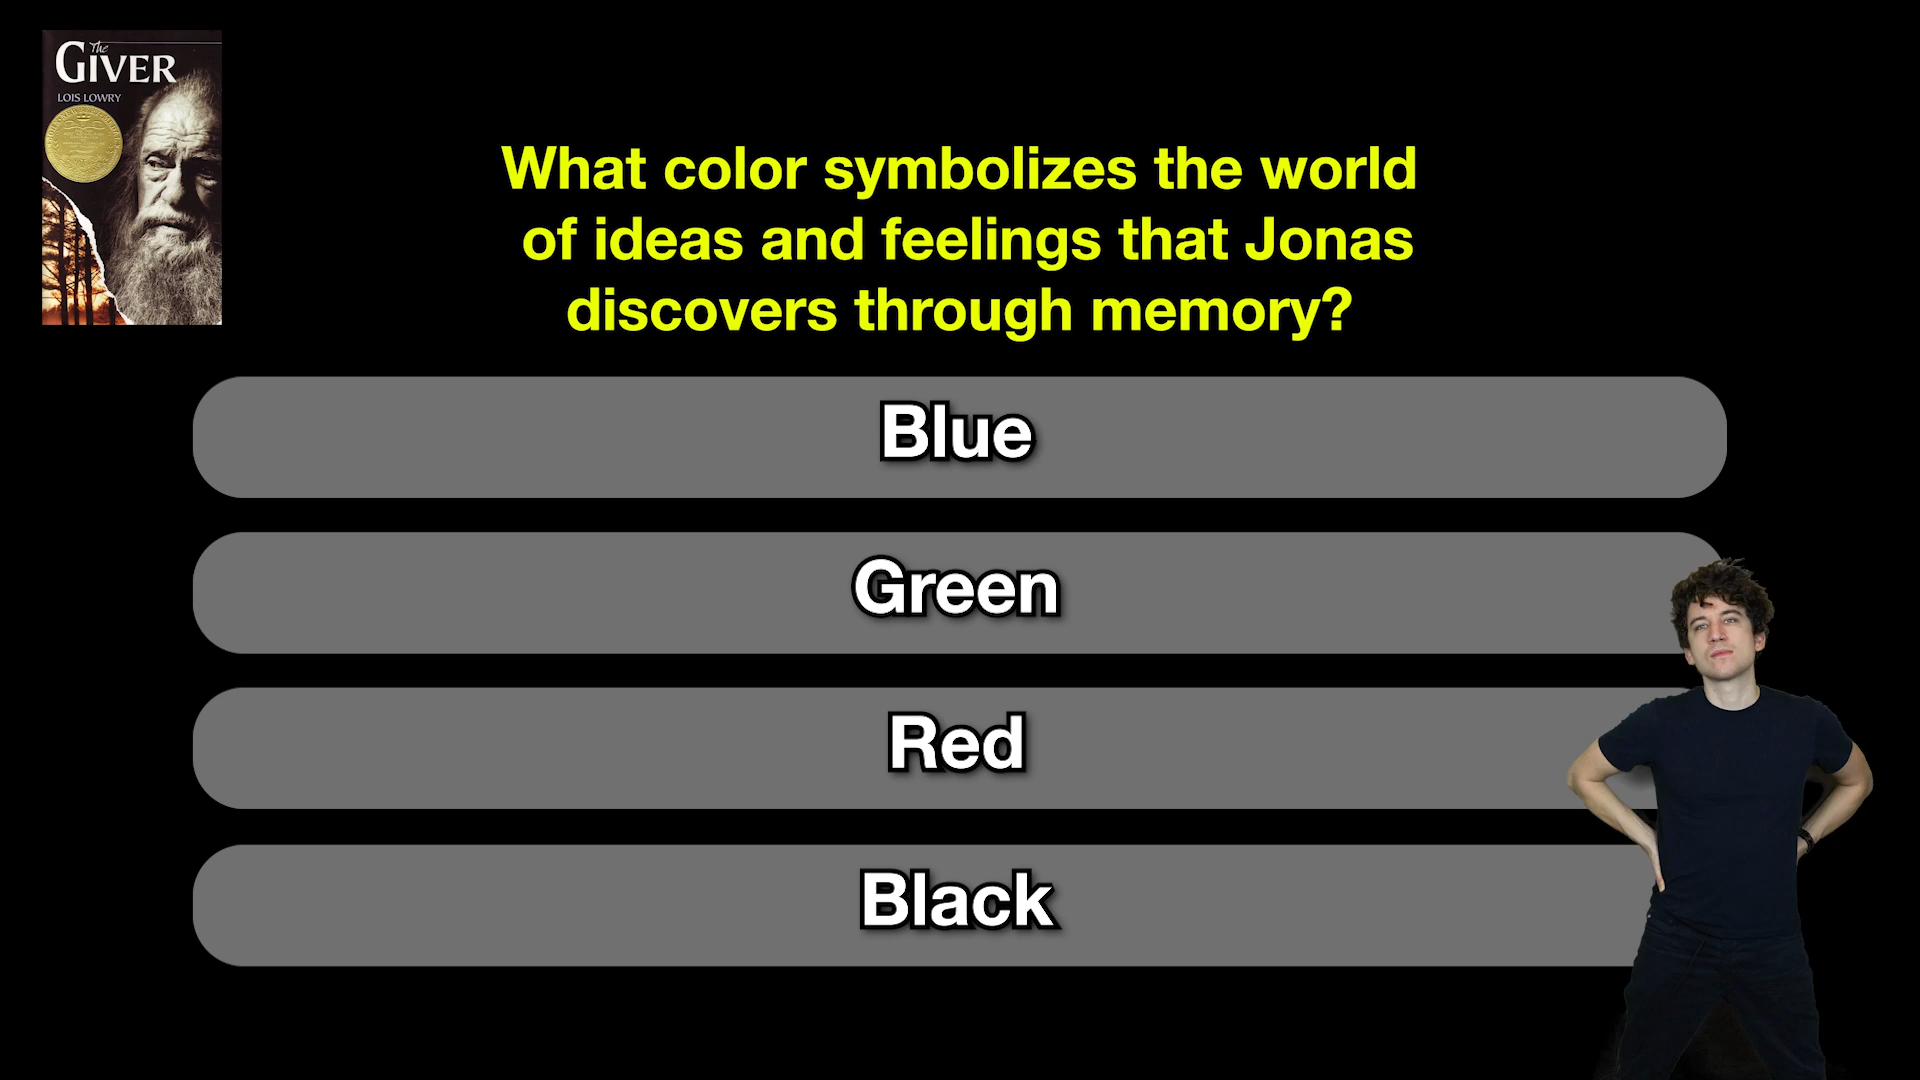 The
GIVER
LOIS LOWRY
What color symbolizes the world
of ideas and feelings that Jonas
discovers through memory?
Blue
Green
Red
Black